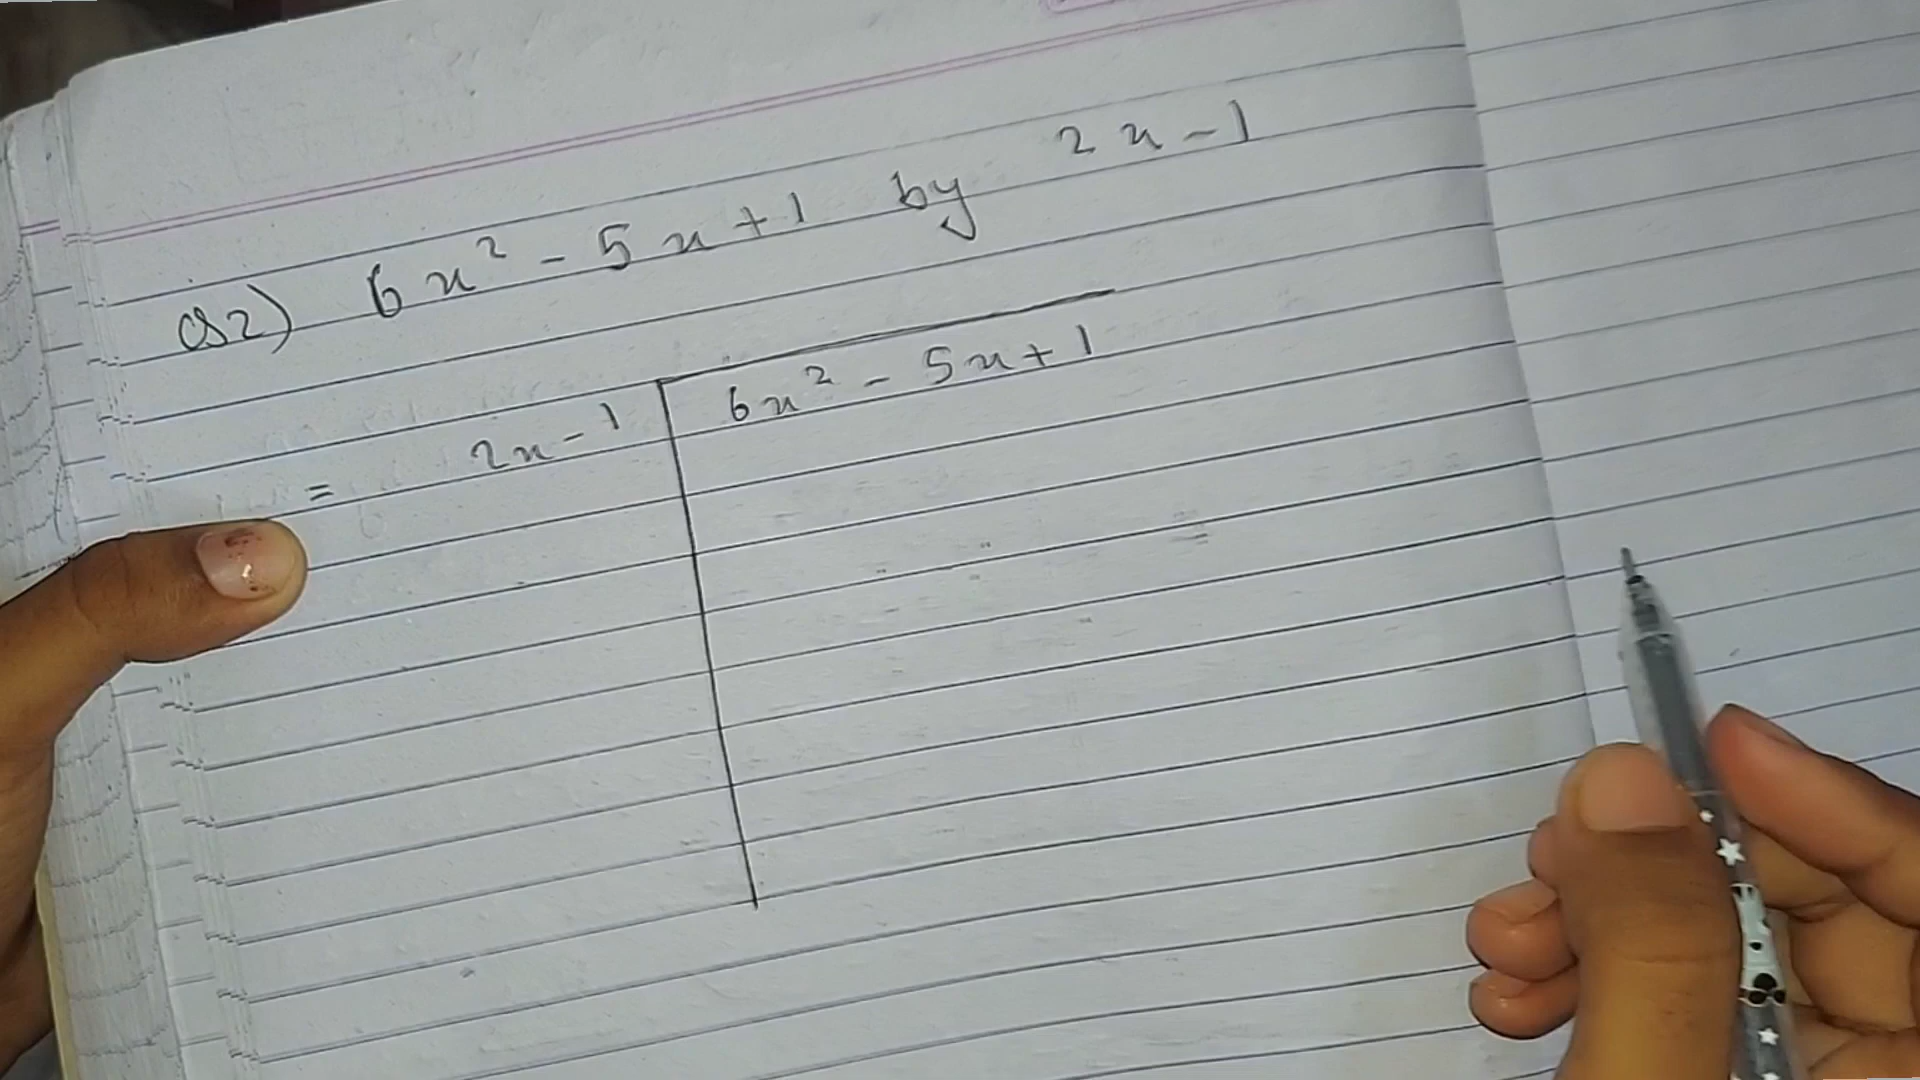 Q2) 6x² - 5x + 1 by 2x - 1
= 2x - 1 6x² - 5x + 1